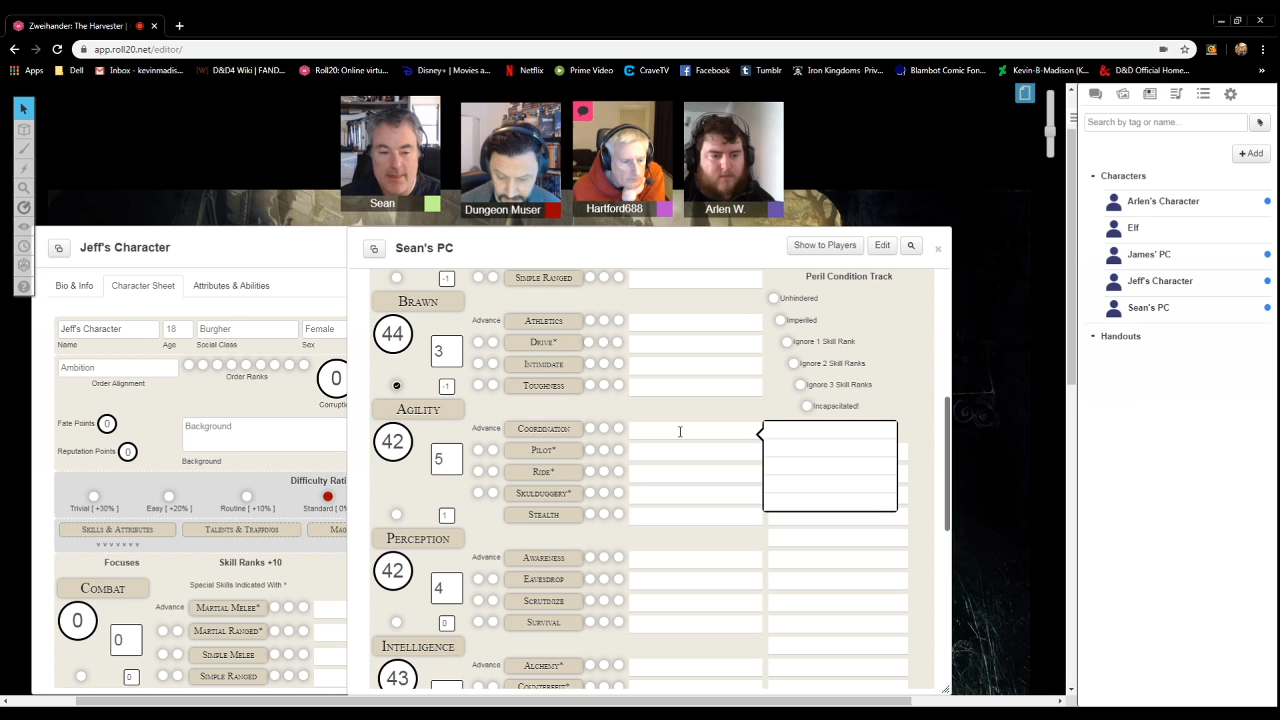 Zweihander: The Harvester |
app.roll20.net/editor/
Apps
Dell
Inbox - kevinmadis...
D&D4 Wiki | FAND...
Roll20: Online virtu...
Disney+ | Movies a...
Netflix
Prime Video
CraveTV
Facebook
Tumblr
Iron Kingdoms Priv...
Blambot Comic Fon...
Kevin-B-Madison (K...
D&D Official Home...
»
Sean
Dungeon Muser
Hartford688
Arlen W.
Search by tag or name...
+ Add
Characters
Arlen's Character
Elf
James' PC
Jeff's Character
Sean's PC
Handouts
Jeff's Character
Bio & Info
Character Sheet
Attributes & Abilities
Jeff's Character
18
Burgher
Female
Name
Age
Social Class
Sex
Ambition
Order Alignment
Order Ranks
0
Corrupti
Fate Points
0
Background
Reputation Points
0
Background
Difficulty Rati
Trivial [ +30% ]
Easy [ +20% ]
Routine [ +10% ]
Standard [ 0%
Skills & Attributes
Talents & Trappings
Mag
Focuses
Skill Ranks +10
Combat
Special Skills Indicated With *
0
0
Advance
Martial Melee*
Martial Ranged*
Simple Melee
Simple Ranged
0
Sean's PC
Show to Players
Edit
-1
Simple Ranged
Peril Condition Track
Unhindered
Imperiled
Ignore 1 Skill Rank
Ignore 2 Skill Ranks
Ignore 3 Skill Ranks
Incapacitated!
Brawn
44
3
-1
Advance
Athletics
Drive*
Intimidate
Toughness
Agility
42
5
1
Advance
Coordination
Pilot*
Ride*
Skulduggery*
Stealth
Perception
42
4
0
Advance
Awareness
Eavesdrop
Scrutinize
Survival
Intelligence
43
Advance
Alchemy*
Counterfeit*